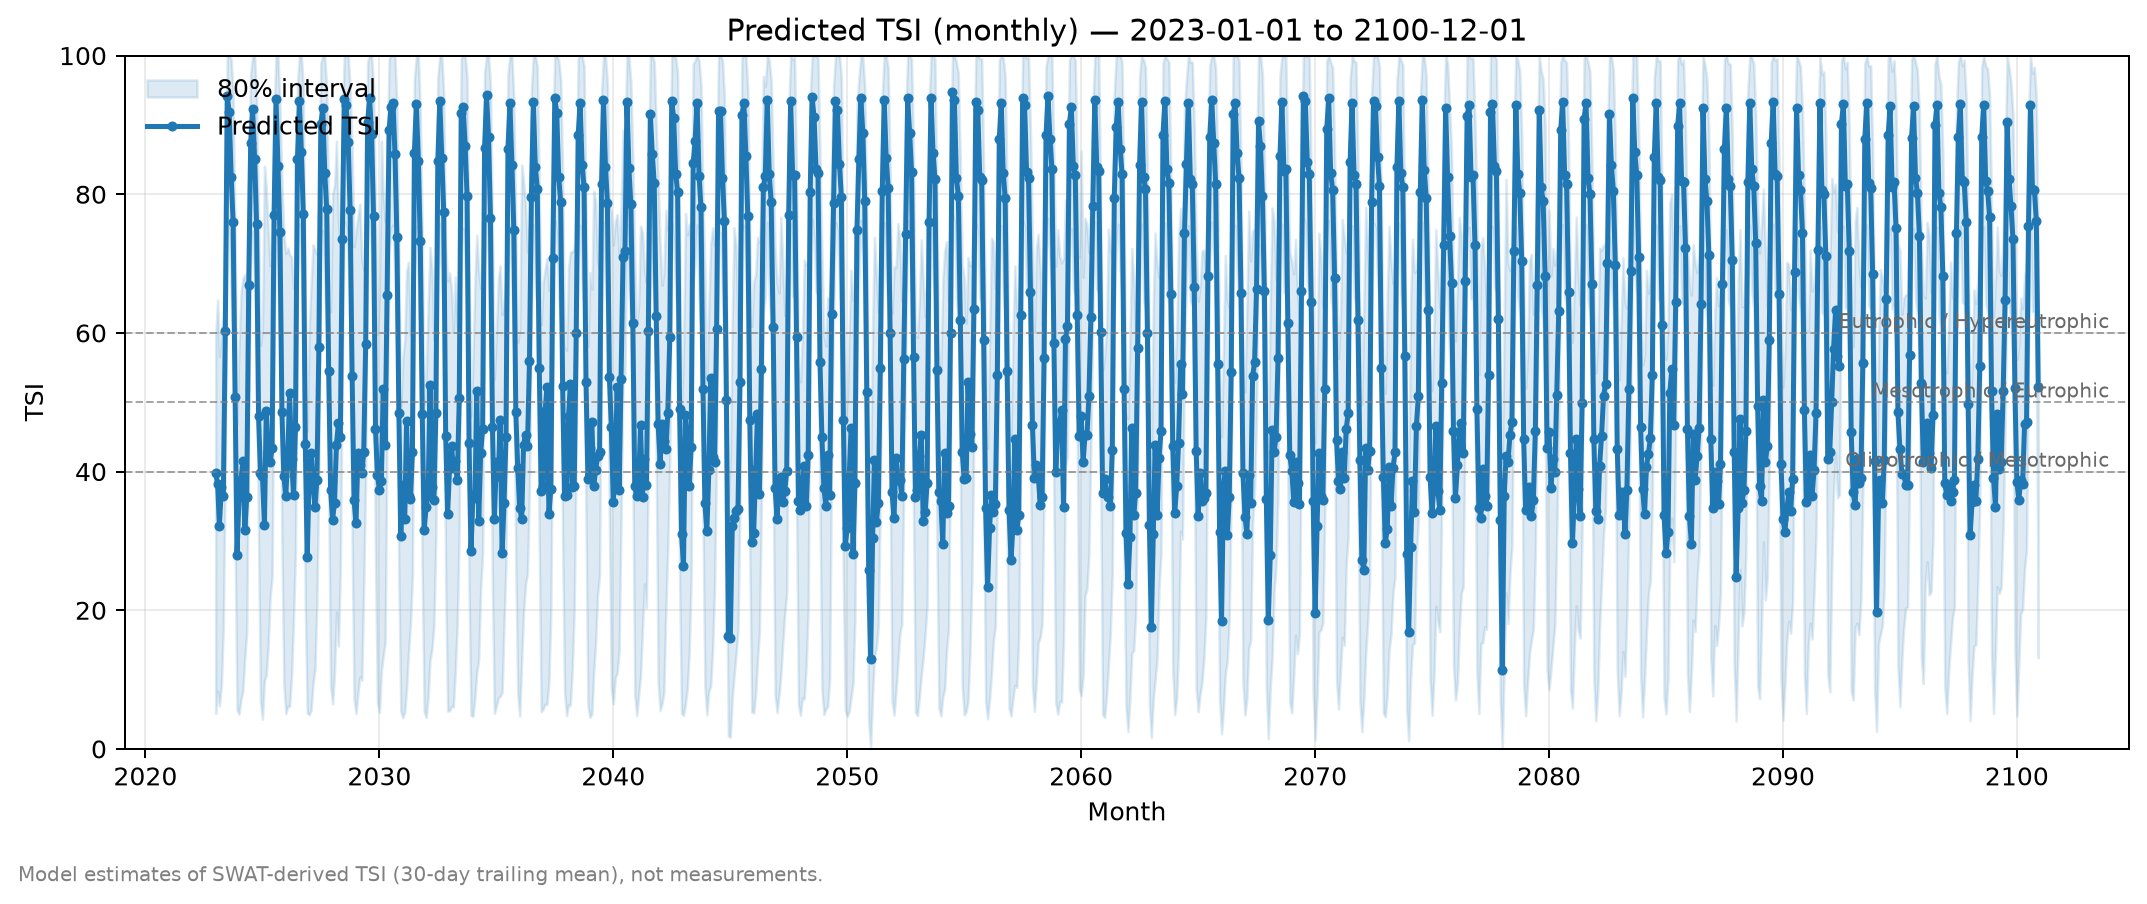 Predicted TSI (monthly) — 2023-01-01 to 2100-12-01
100
80
60
40
20
0
TSI
80% interval
Predicted TSI
Eutrophic / Hypereutrophic
Mesotrophic / Eutrophic
Oligotrophic / Mesotrophic
2020 2030 2040 2050 2060 2070 2080 2090 2100
Month
Model estimates of SWAT-derived TSI (30-day trailing mean), not measurements.